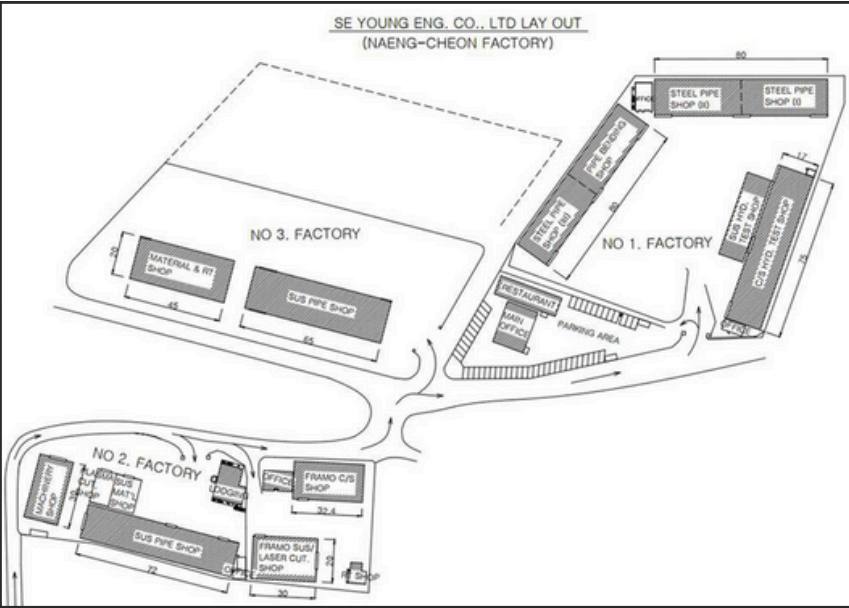 SE YOUNG ENG. CO., LTD LAY OUT
(NAENG-CHEON FACTORY)
80
OFFICE
STEEL PIPE
SHOP (II)
STEEL PIPE
SHOP (I)
PIPE BENDING
SHOP
STEEL PIPE
SHOP (III)
80
17
SUS HYD.
TEST SHOP
C/S HYD. TEST SHOP
75
OFFICE
NO 1. FACTORY
NO 3. FACTORY
20
MATERIAL & RT
SHOP
45
SUS PIPE SHOP
65
RESTAURANT
MAIN
OFFICE
PARKING AREA
NO 2. FACTORY
MACHINERY
SHOP
PLASMA
CUT.
SHOP
SUS
MAT'L
SHOP
LODGING
OFFICE
FRAMO C/S
SHOP
32.4
SUS PIPE SHOP
72
OFFICE
FRAMO SUS/
LASER CUT.
SHOP
20
30
RT SHOP